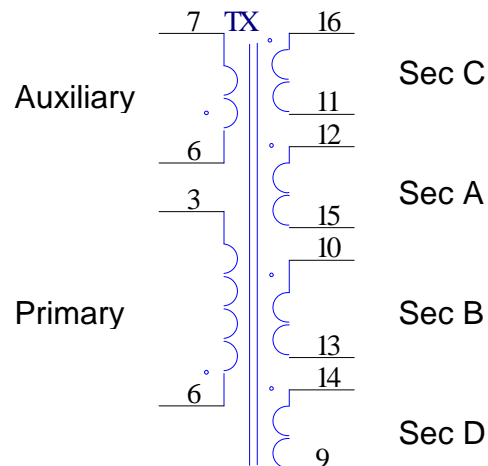 7 TX 16
Auxiliary
Sec C
11
6
12
3
Sec A
15
10
Primary
Sec B
13
6
14
Sec D
9